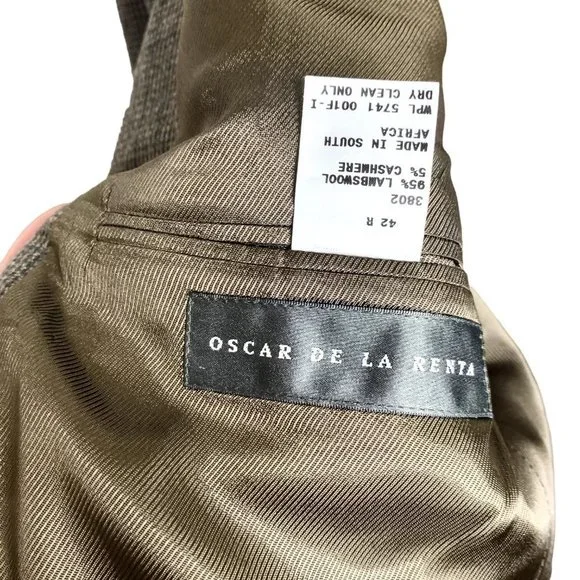 42 R
3802
95% LAMBSWOOL
5% CASHMERE
MADE IN SOUTH
AFRICA
WPL 5741 001F-I
DRY CLEAN ONLY
OSCAR DE LA RENTA